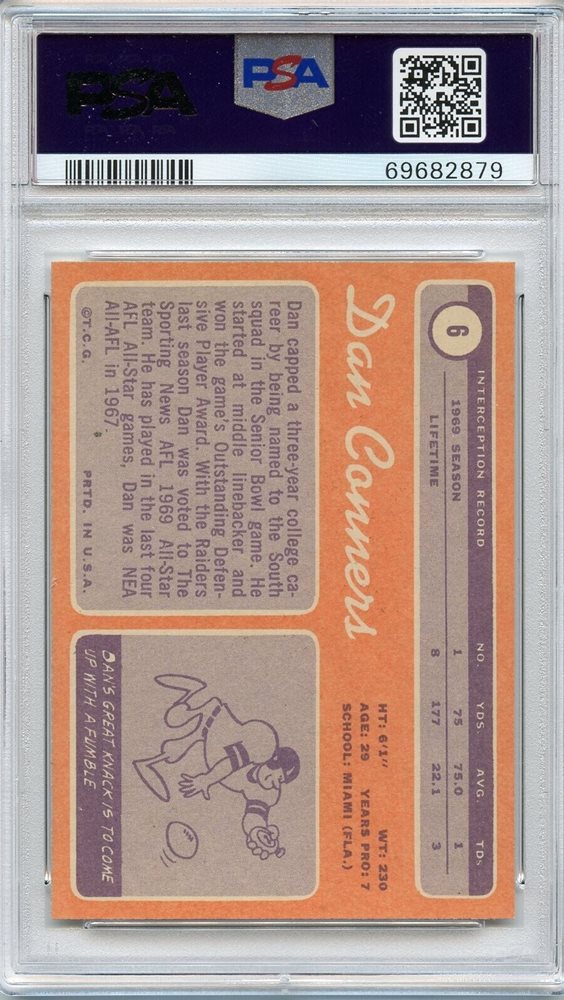 PSA
PSA
69682879
6
INTERCEPTION RECORD NO. YDS AVG. TDs
1969 SEASON 1 75 75.0 1
LIFETIME 8 177 22.1 3
Dan Conners
HT: 6'1" WT: 230
AGE: 29 YEARS PRO: 7
SCHOOL: MIAMI (FLA.)
Dan capped a three-year college ca-
reer by being named to the South
squad in the Senior Bowl game. He
started at middle linebacker and
won the game's Outstanding Defen-
sive Player Award. With the Raiders
last season Dan was voted to The
Sporting News AFL 1969 All-Star
team. He has played in the last four
AFL All-Star games, Dan was NEA
All-AFL in 1967.
©T.C.G. PRTD. IN U.S.A.
DAN'S GREAT KNACK IS TO COME
UP WITH A FUMBLE